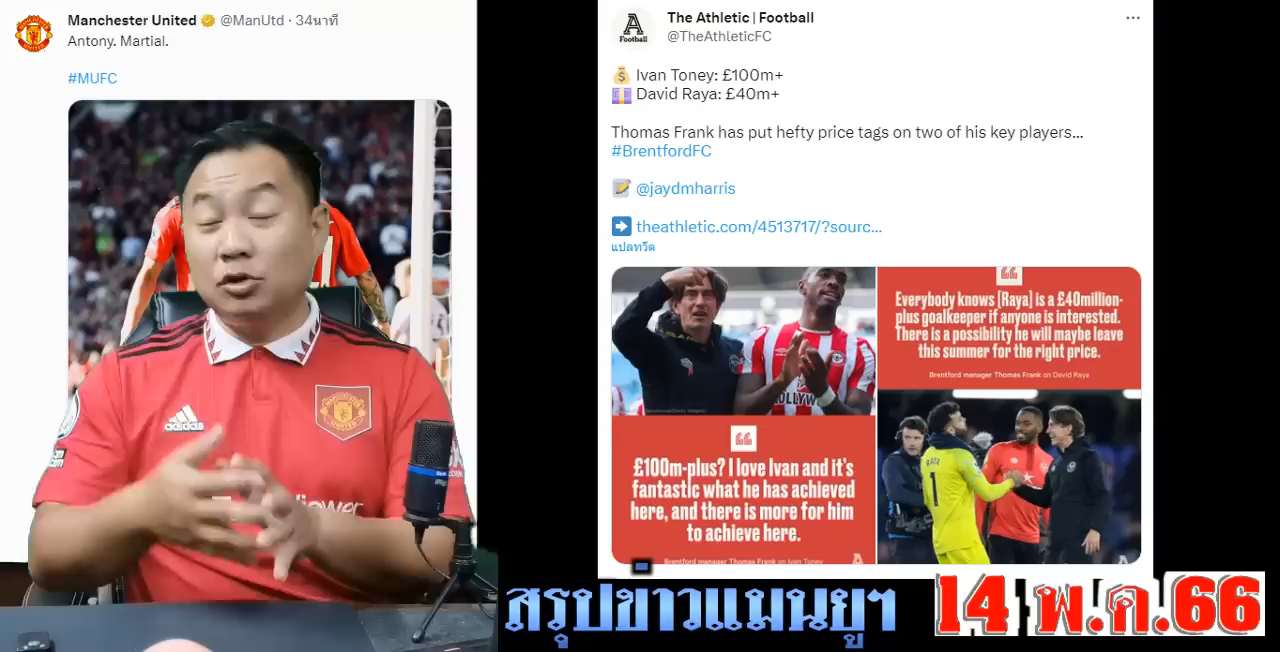 Manchester United @ManUtd · 34นาที
Antony. Martial.
#MUFC
adidas
The Athletic | Football
@TheAthleticFC
A
Football
Ivan Toney: £100m+
David Raya: £40m+
Thomas Frank has put hefty price tags on two of his key players...
#BrentfordFC
@jaydmharris
theathletic.com/4513717/?sourc...
แปลทวีต
HOLLYW
Everybody knows [Raya] is a £40million-
plus goalkeeper if anyone is interested.
There is a possibility he will maybe leave
this summer for the right price.
Brentford manager Thomas Frank on David Raya
£100m-plus? I love Ivan and it's
fantastic what he has achieved
here, and there is more for him
to achieve here.
Brentford manager Thomas Frank on Ivan Toney
RAYA
1
สรุปข่าวแมนยูฯ 14 พ.ค.66